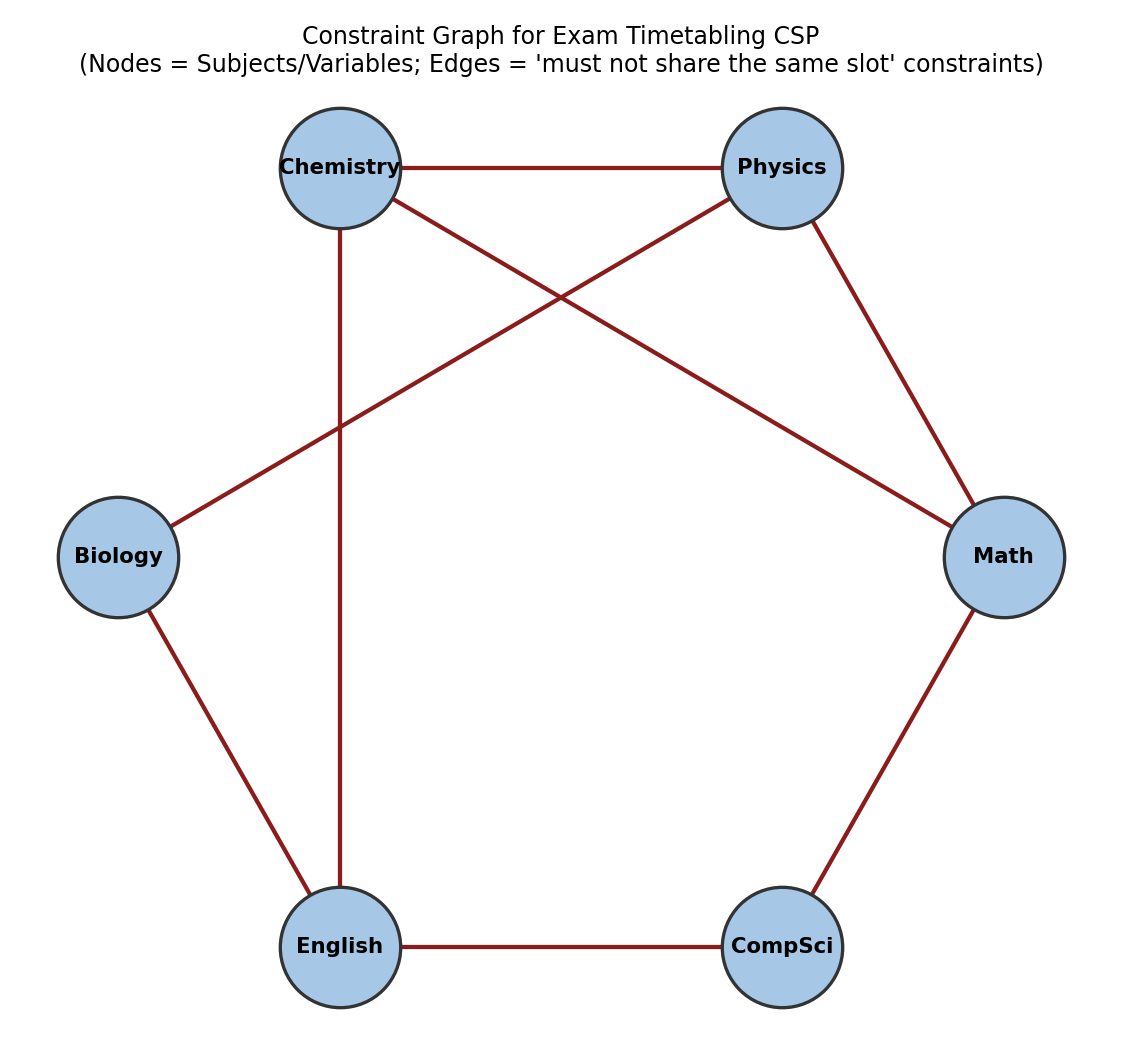 Constraint Graph for Exam Timetabling CSP
(Nodes = Subjects/Variables; Edges = 'must not share the same slot' constraints)
Chemistry
Physics
Biology
Math
English
CompSci